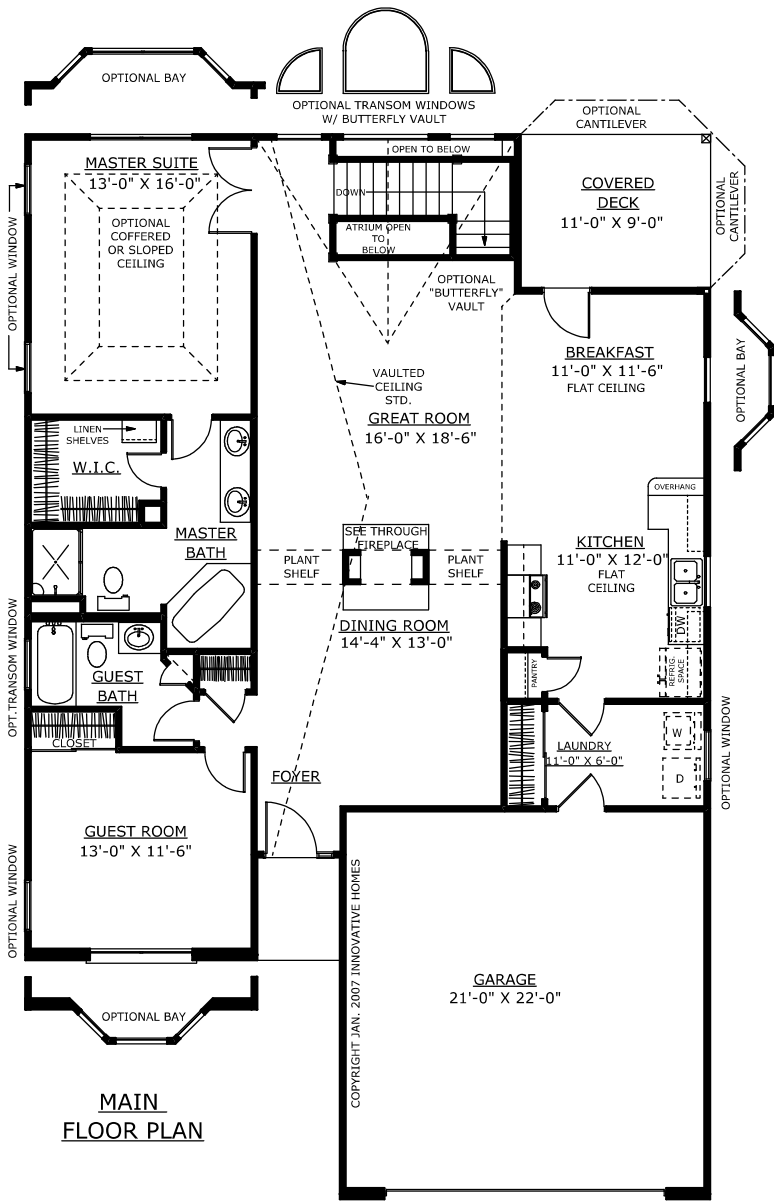 OPTIONAL BAY
OPTIONAL TRANSOM WINDOWS
W/ BUTTERFLY VAULT
OPTIONAL
CANTILEVER
MASTER SUITE
13'-0" X 16'-0"
OPEN TO BELOW
DOWN
COVERED
DECK
11'-0" X 9'-0"
OPTIONAL
CANTILEVER
OPTIONAL WINDOW
OPTIONAL
COFFERED
OR SLOPED
CEILING
ATRIUM OPEN
TO
BELOW
OPTIONAL
"BUTTERFLY"
VAULT
BREAKFAST
11'-0" X 11'-6"
FLAT CEILING
OPTIONAL BAY
VAULTED
CEILING
STD.
GREAT ROOM
16'-0" X 18'-6"
LINEN
SHELVES
W.I.C.
OVERHANG
MASTER
BATH
SEE THROUGH
FIREPLACE
PLANT
SHELF
PLANT
SHELF
KITCHEN
11'-0" X 12'-0"
FLAT
CEILING
DW
DINING ROOM
14'-4" X 13'-0"
OPT.TRANSOM WINDOW
GUEST
BATH
PANTRY
REFRIG.
SPACE
CLOSET
LAUNDRY
11'-0" X 6'-0"
W
D
OPTIONAL WINDOW
FOYER
GUEST ROOM
13'-0" X 11'-6"
OPTIONAL WINDOW
COPYRIGHT JAN. 2007 INNOVATIVE HOMES
GARAGE
21'-0" X 22'-0"
OPTIONAL BAY
MAIN
FLOOR PLAN